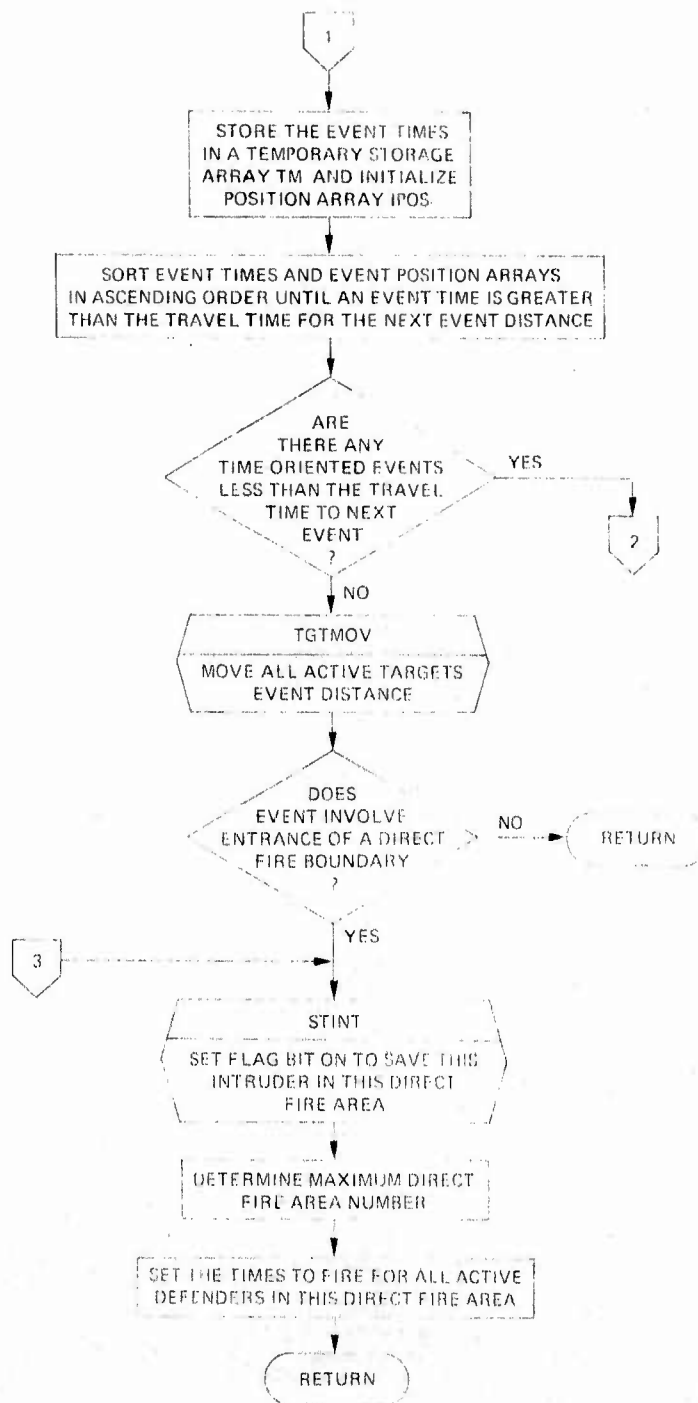 1
STORE THE EVENT TIMES
IN A TEMPORARY STORAGE
ARRAY TM AND INITIALIZE
POSITION ARRAY IPOS
SORT EVENT TIMES AND EVENT POSITION ARRAYS
IN ASCENDING ORDER UNTIL AN EVENT TIME IS GREATER
THAN THE TRAVEL TIME FOR THE NEXT EVENT DISTANCE
ARE
THERE ANY
TIME ORIENTED EVENTS
LESS THAN THE TRAVEL
TIME TO NEXT
EVENT
?
YES
2
NO
TGTMOV
MOVE ALL ACTIVE TARGETS
EVENT DISTANCE
DOES
EVENT INVOLVE
ENTRANCE OF A DIRECT
FIRE BOUNDARY
?
NO
RETURN
YES
3
STINT
SET FLAG BIT ON TO SAVE THIS
INTRUDER IN THIS DIRECT
FIRE AREA
DETERMINE MAXIMUM DIRECT
FIRE AREA NUMBER
SET THE TIMES TO FIRE FOR ALL ACTIVE
DEFENDERS IN THIS DIRECT FIRE AREA
RETURN